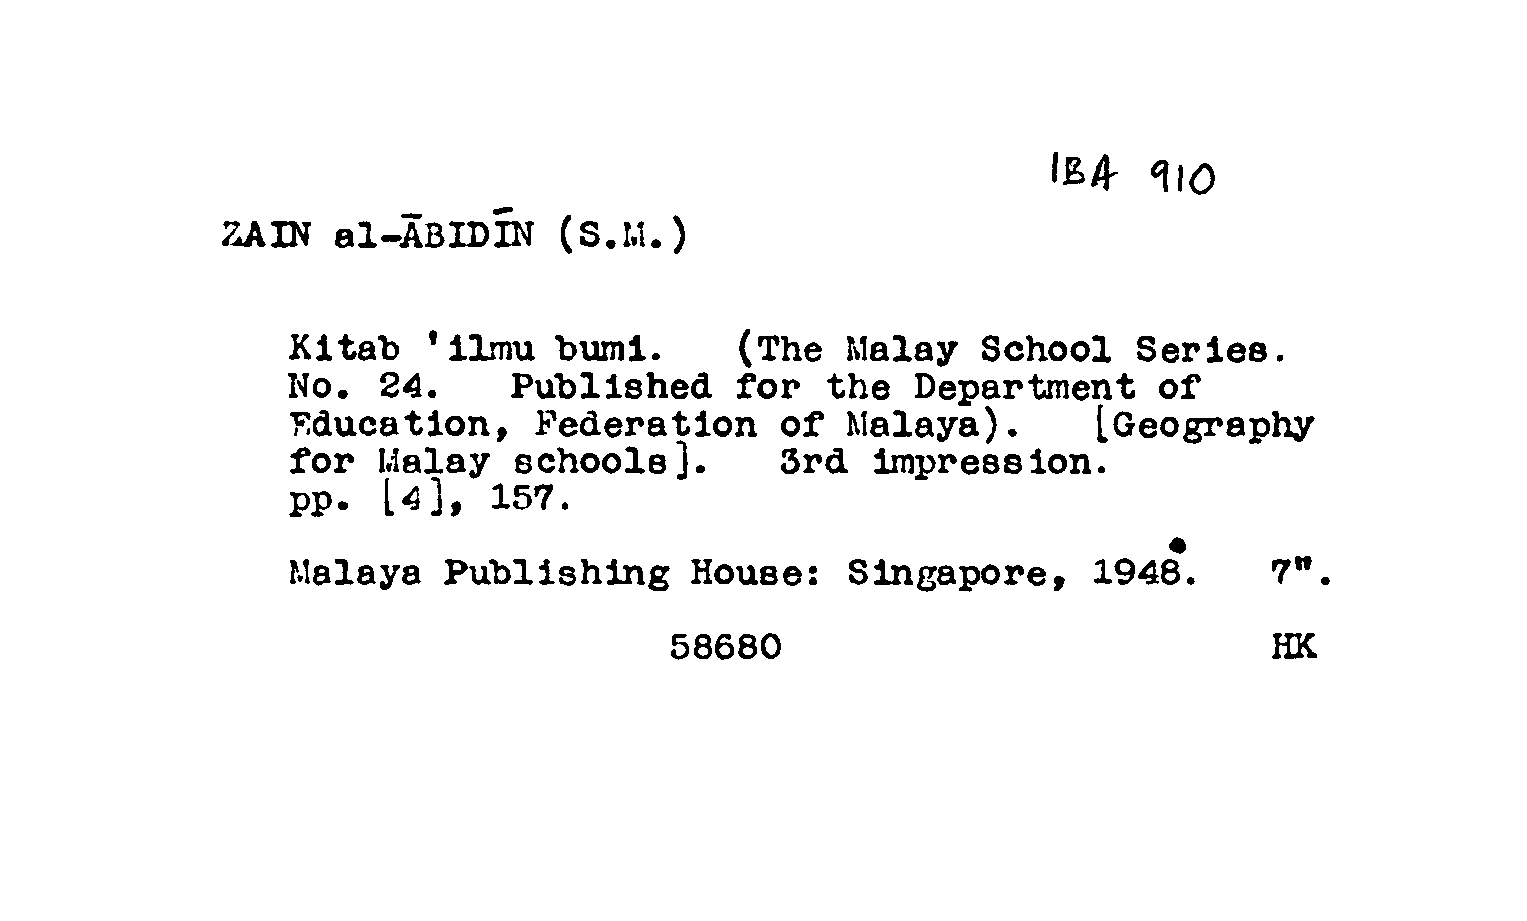 IBA 910
ZAIN al-ĀBIDĪN (S.M.)
Kitab 'ilmu bumi. (The Malay School Series.
No. 24. Published for the Department of
Education, Federation of Malaya). [Geography
for Malay schools]. 3rd impression.
pp. [4], 157.
Malaya Publishing House: Singapore, 1948. 7".
58680 HK